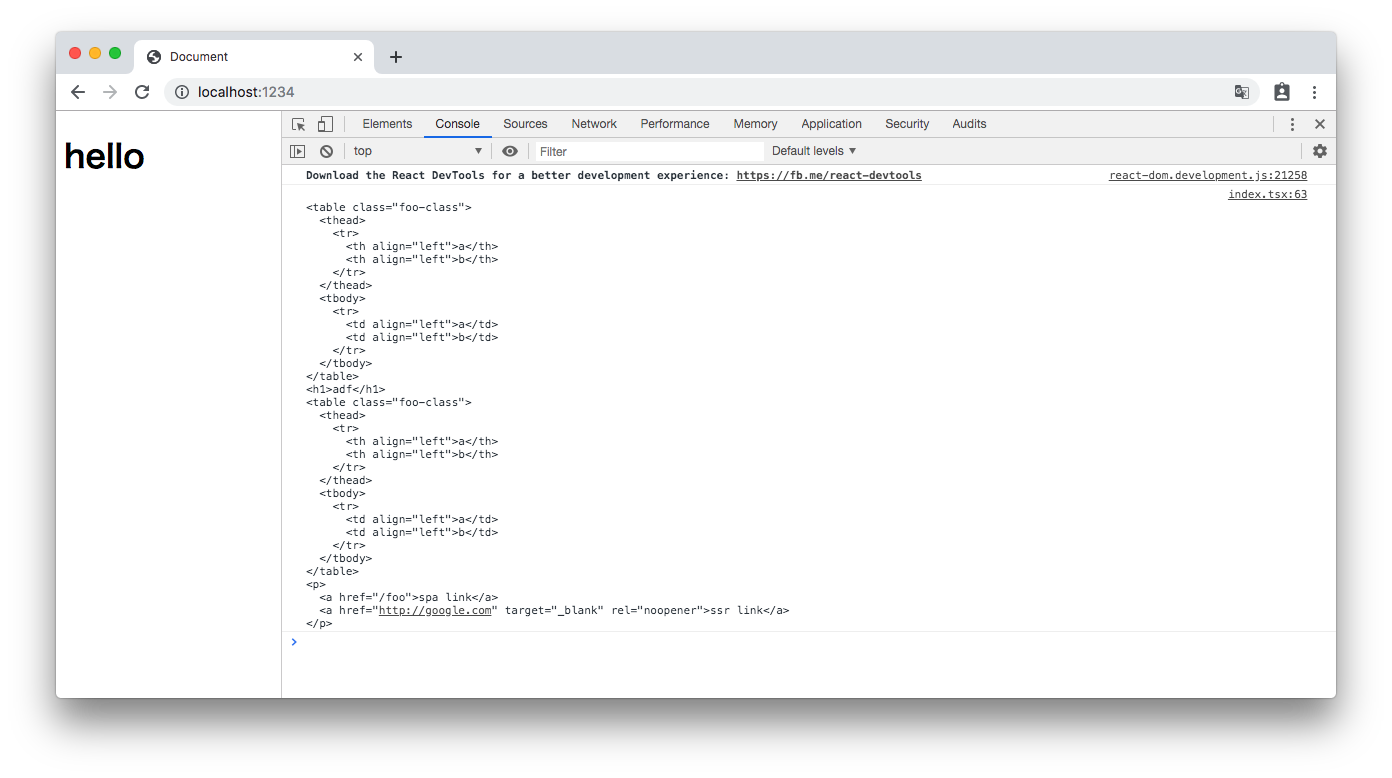 Document
localhost:1234
hello
Elements Console Sources Network Performance Memory Application Security Audits
top Filter Default levels
Download the React DevTools for a better development experience: https://fb.me/react-devtools react-dom.development.js:21258
index.tsx:63
<table class="foo-class">
  <thead>
    <tr>
      <th align="left">a</th>
      <th align="left">b</th>
    </tr>
  </thead>
  <tbody>
    <tr>
      <td align="left">a</td>
      <td align="left">b</td>
    </tr>
  </tbody>
</table>
<h1>adf</h1>
<table class="foo-class">
  <thead>
    <tr>
      <th align="left">a</th>
      <th align="left">b</th>
    </tr>
  </thead>
  <tbody>
    <tr>
      <td align="left">a</td>
      <td align="left">b</td>
    </tr>
  </tbody>
</table>
<p>
  <a href="/foo">spa link</a>
  <a href="http://google.com" target="_blank" rel="noopener">ssr link</a>
</p>